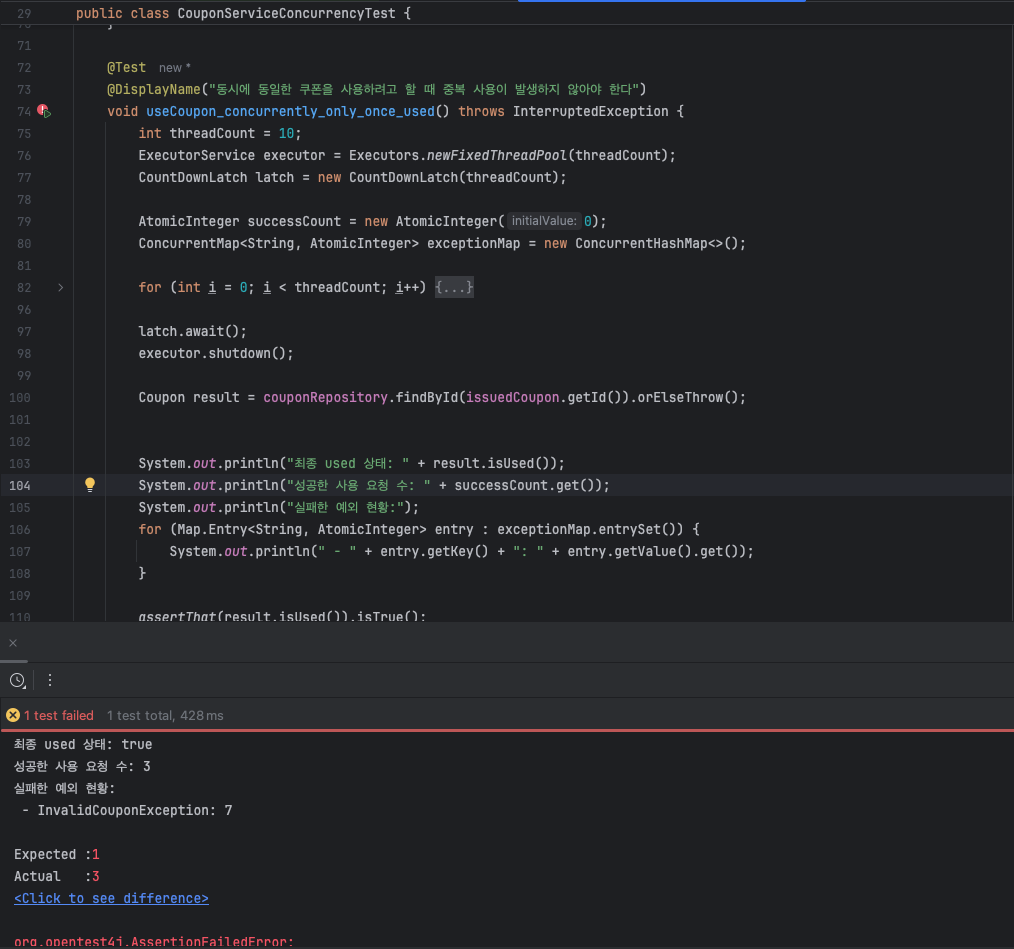 29 public class CouponServiceConcurrencyTest {
71
72 @Test new *
73 @DisplayName("동시에 동일한 쿠폰을 사용하려고 할 때 중복 사용이 발생하지 않아야 한다")
74 void useCoupon_concurrently_only_once_used() throws InterruptedException {
75 int threadCount = 10;
76 ExecutorService executor = Executors.newFixedThreadPool(threadCount);
77 CountDownLatch latch = new CountDownLatch(threadCount);
78
79 AtomicInteger successCount = new AtomicInteger( initialValue: 0);
80 ConcurrentMap<String, AtomicInteger> exceptionMap = new ConcurrentHashMap<>();
81
82 for (int i = 0; i < threadCount; i++) {...}
96
97 latch.await();
98 executor.shutdown();
99
100 Coupon result = couponRepository.findById(issuedCoupon.getId()).orElseThrow();
101
102
103 System.out.println("최종 used 상태: " + result.isUsed());
104 System.out.println("성공한 사용 요청 수: " + successCount.get());
105 System.out.println("실패한 예외 현황:");
106 for (Map.Entry<String, AtomicInteger> entry : exceptionMap.entrySet()) {
107 System.out.println(" - " + entry.getKey() + ": " + entry.getValue().get());
108 }
109
110 assertThat(result.isUsed()).isTrue();
1 test failed 1 test total, 428 ms
최종 used 상태: true
성공한 사용 요청 수: 3
실패한 예외 현황:
- InvalidCouponException: 7
Expected :1
Actual :3
<Click to see difference>
org.opentest4j.AssertionFailedError: